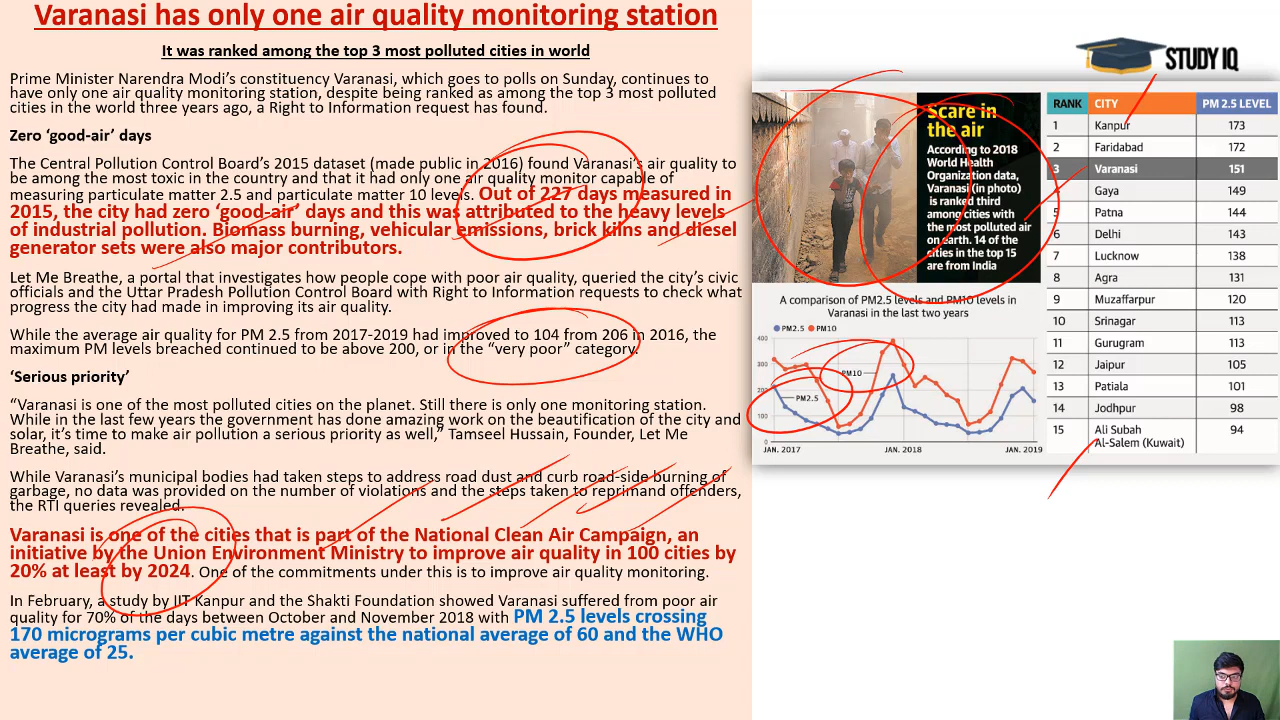 Varanasi has only one air quality monitoring station
It was ranked among the top 3 most polluted cities in world
Prime Minister Narendra Modi's constituency Varanasi, which goes to polls on Sunday, continues to
have only one air quality monitoring station, despite being ranked as among the top 3 most polluted
cities in the world three years ago, a Right to Information request has found.
Zero 'good-air' days
The Central Pollution Control Board's 2015 dataset (made public in 2016) found Varanasi's air quality to
be among the most toxic in the country and that it had only one air quality monitor capable of
measuring particulate matter 2.5 and particulate matter 10 levels. Out of 227 days measured in
2015, the city had zero 'good-air' days and this was attributed to the heavy levels
of industrial pollution. Biomass burning, vehicular emissions, brick kilns and diesel
generator sets were also major contributors.
Let Me Breathe, a portal that investigates how people cope with poor air quality, queried the city's civic
officials and the Uttar Pradesh Pollution Control Board with Right to Information requests to check what
progress the city had made in improving its air quality.
While the average air quality for PM 2.5 from 2017-2019 had improved to 104 from 206 in 2016, the
maximum PM levels breached continued to be above 200, or in the "very poor" category.
'Serious priority'
"Varanasi is one of the most polluted cities on the planet. Still there is only one monitoring station.
While in the last few years the government has done amazing work on the beautification of the city and
solar, it's time to make air pollution a serious priority as well," Tamseel Hussain, Founder, Let Me
Breathe, said.
While Varanasi's municipal bodies had taken steps to address road dust and curb road-side burning of
garbage, no data was provided on the number of violations and the steps taken to reprimand offenders,
the RTI queries revealed.
Varanasi is one of the cities that is part of the National Clean Air Campaign, an
initiative by the Union Environment Ministry to improve air quality in 100 cities by
20% at least by 2024. One of the commitments under this is to improve air quality monitoring.
In February, a study by IIT Kanpur and the Shakti Foundation showed Varanasi suffered from poor air
quality for 70% of the days between October and November 2018 with PM 2.5 levels crossing
170 micrograms per cubic metre against the national average of 60 and the WHO
average of 25.
STUDY IQ
Scare in
the air
According to 2018
World Health
Organization data,
Varanasi (in photo)
is ranked third
among cities with
the most polluted air
on earth. 14 of the
cities in the top 15
are from India
A comparison of PM2.5 levels and PM10 levels in
Varanasi in the last two years
PM2.5 PM10
400
300
200
100
0
PM10
PM2.5
JAN. 2017 JAN. 2018 JAN. 2019
RANK CITY PM 2.5 LEVEL
1 Kanpur 173
2 Faridabad 172
3 Varanasi 151
4 Gaya 149
5 Patna 144
6 Delhi 143
7 Lucknow 138
8 Agra 131
9 Muzaffarpur 120
10 Srinagar 113
11 Gurugram 113
12 Jaipur 105
13 Patiala 101
14 Jodhpur 98
15 Ali Subah 94
Al-Salem (Kuwait)